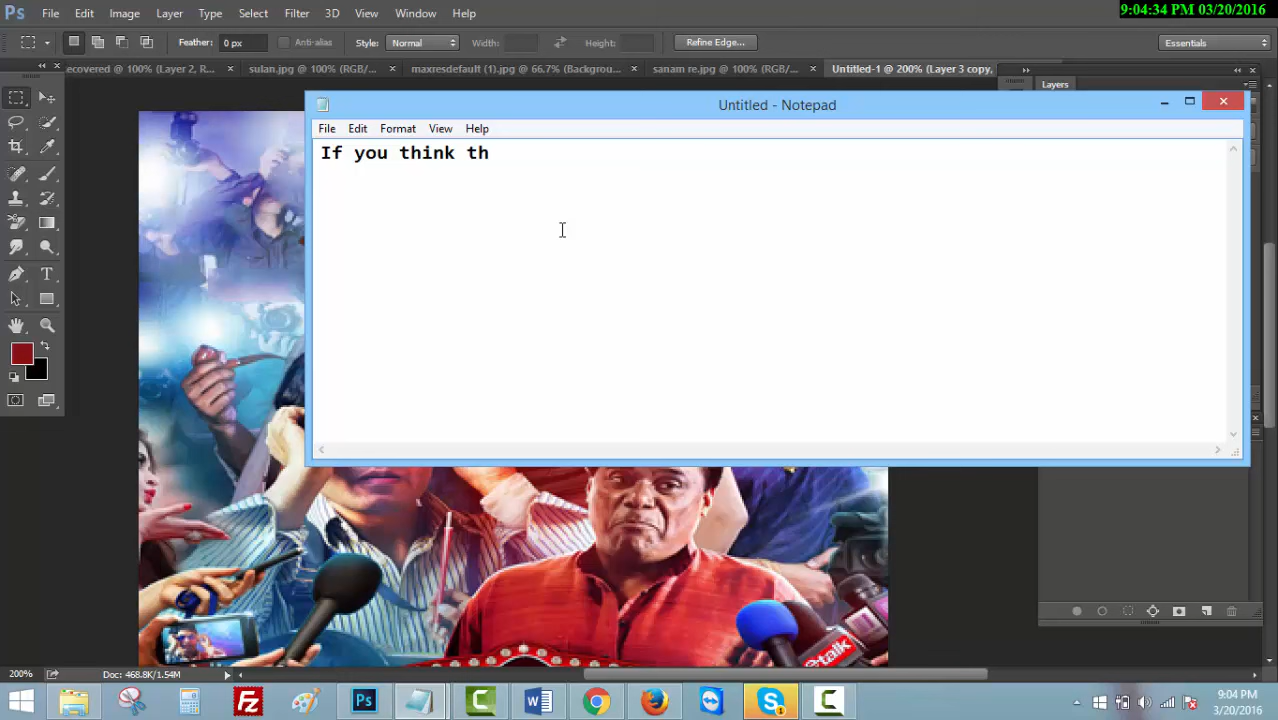 Ps File Edit Image Layer Type Select Filter 3D View Window Help
9:04:34 PM 03/20/2016
Feather: 0 px Anti-alias Style: Normal Width: Height: Refine Edge... Essentials
ecovered @ 100% (Layer 2, R... sulan.jpg @ 100% (RGB/... maxresdefault (1).jpg @ 66.7% (Backgrou... sanam re.jpg @ 100% (RGB/... Untitled-1 @ 200% (Layer 3 copy,
Layers
Untitled - Notepad
File Edit Format View Help
If you think th
etalk
200% Doc: 468.8K/1.54M
Ps
9:04 PM
3/20/2016